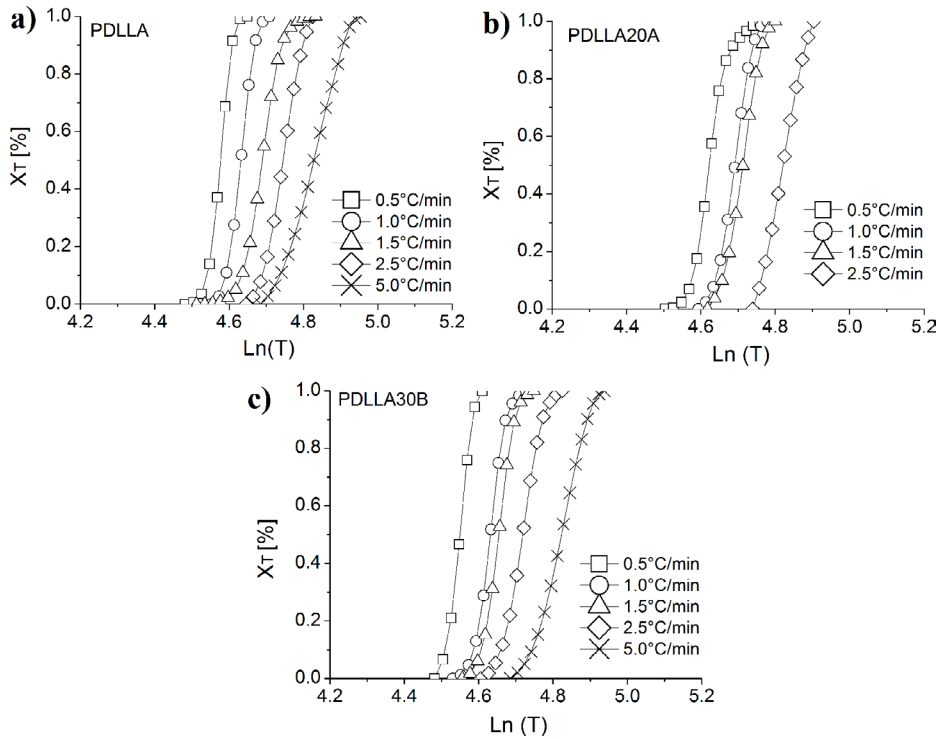 a)
PDLLA
XT [%]
1.0
0.8
0.6
0.4
0.2
0.0
0.5°C/min
1.0°C/min
1.5°C/min
2.5°C/min
5.0°C/min
4.2 4.4 4.6 4.8 5.0 5.2
Ln(T)
b)
PDLLA20A
XT [%]
1.0
0.8
0.6
0.4
0.2
0.0
0.5°C/min
1.0°C/min
1.5°C/min
2.5°C/min
4.2 4.4 4.6 4.8 5.0 5.2
Ln (T)
c)
PDLLA30B
XT [%]
1.0
0.8
0.6
0.4
0.2
0.0
0.5°C/min
1.0°C/min
1.5°C/min
2.5°C/min
5.0°C/min
4.2 4.4 4.6 4.8 5.0 5.2
Ln (T)